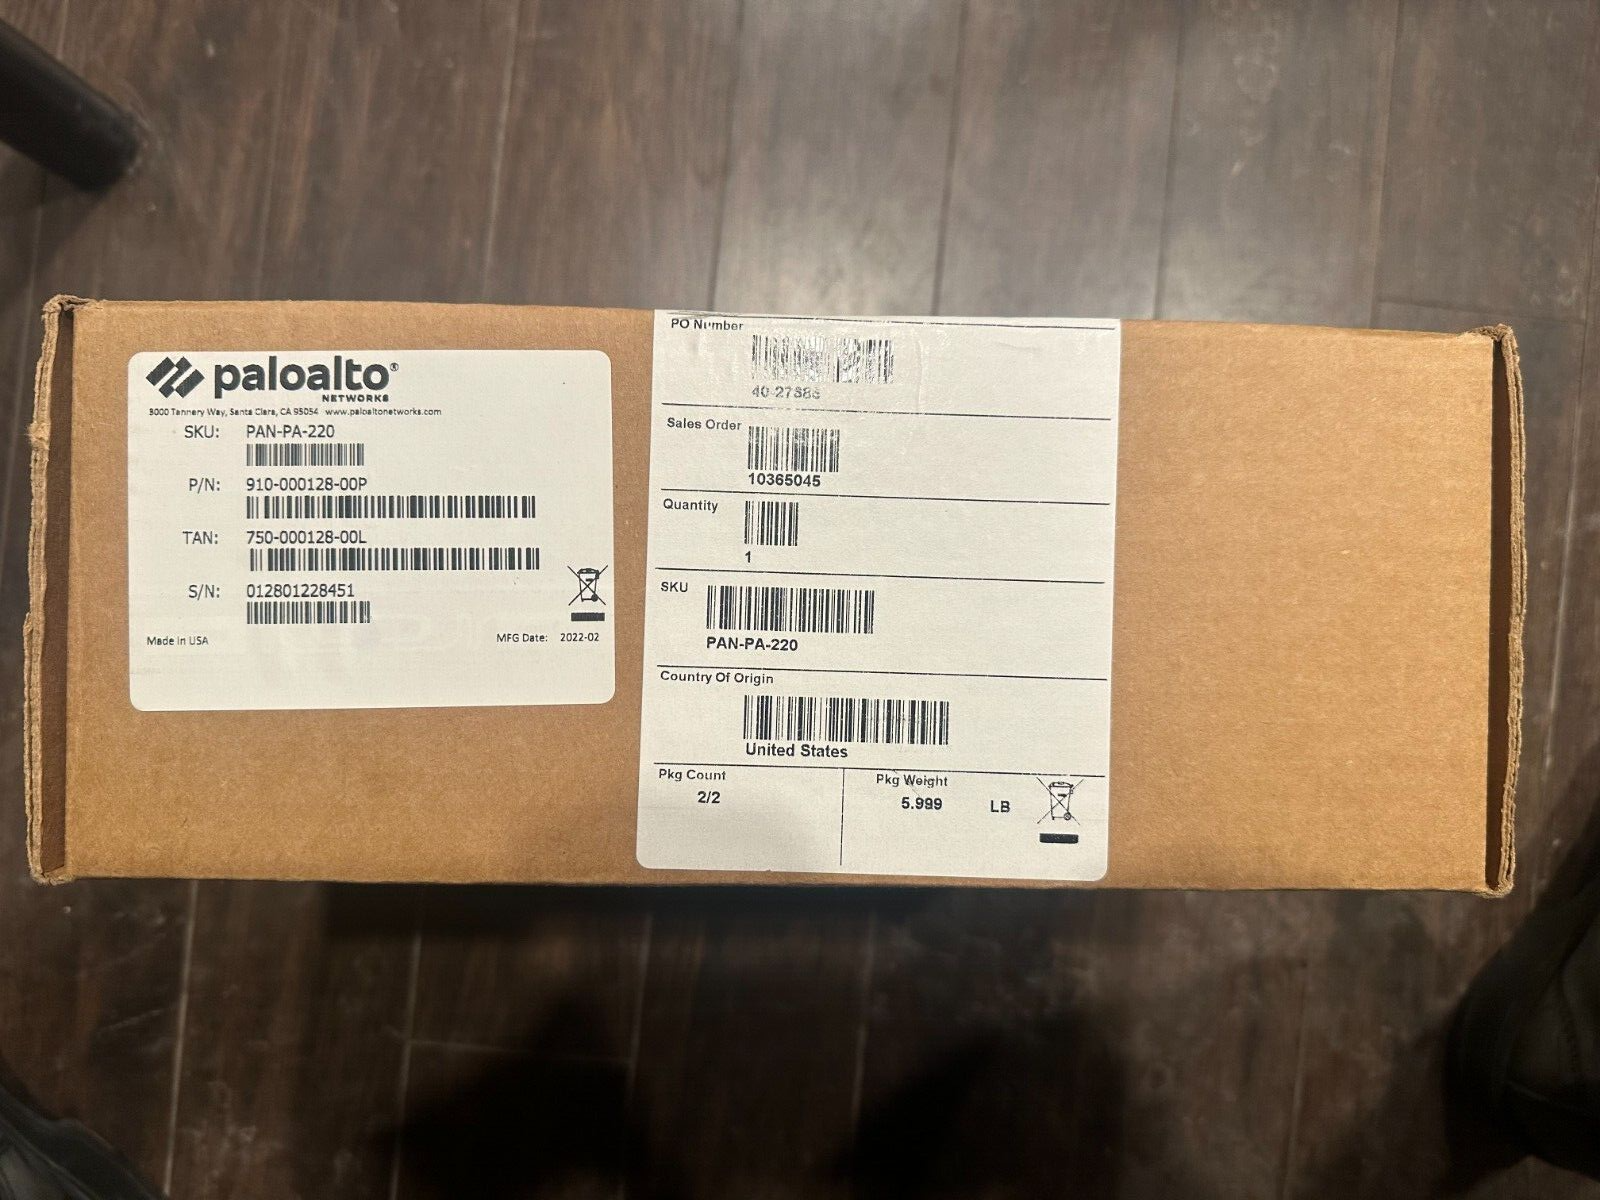 paloalto®
NETWORKS
3000 Tannery Way, Santa Clara, CA 95054 www.paloaltonetworks.com
SKU: PAN-PA-220
P/N: 910-000128-00P
TAN: 750-000128-00L
S/N: 012801228451
Made in USA
MFG Date: 2022-02
PO Number
Sales Order
10365045
Quantity
1
SKU
PAN-PA-220
Country Of Origin
United States
Pkg Count
2/2
Pkg Weight
5.999 LB